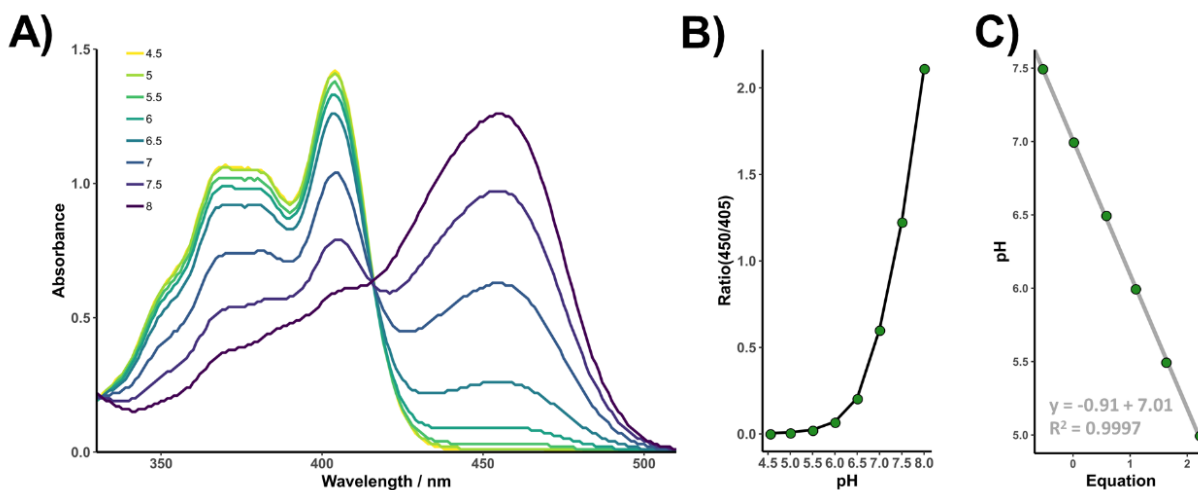 A)
1.5
1.0
0.5
0.0
Absorbance
4.5
5
5.5
6
6.5
7
7.5
8
350 400 450 500
Wavelength / nm
B)
2.0
1.5
1.0
0.5
0.0
Ratio(450/405)
4.5 5.0 5.5 6.0 6.5 7.0 7.5 8.0
pH
C)
7.5
7.0
6.5
6.0
5.5
5.0
pH
y = -0.91 + 7.01
R² = 0.9997
0 1 2
Equation